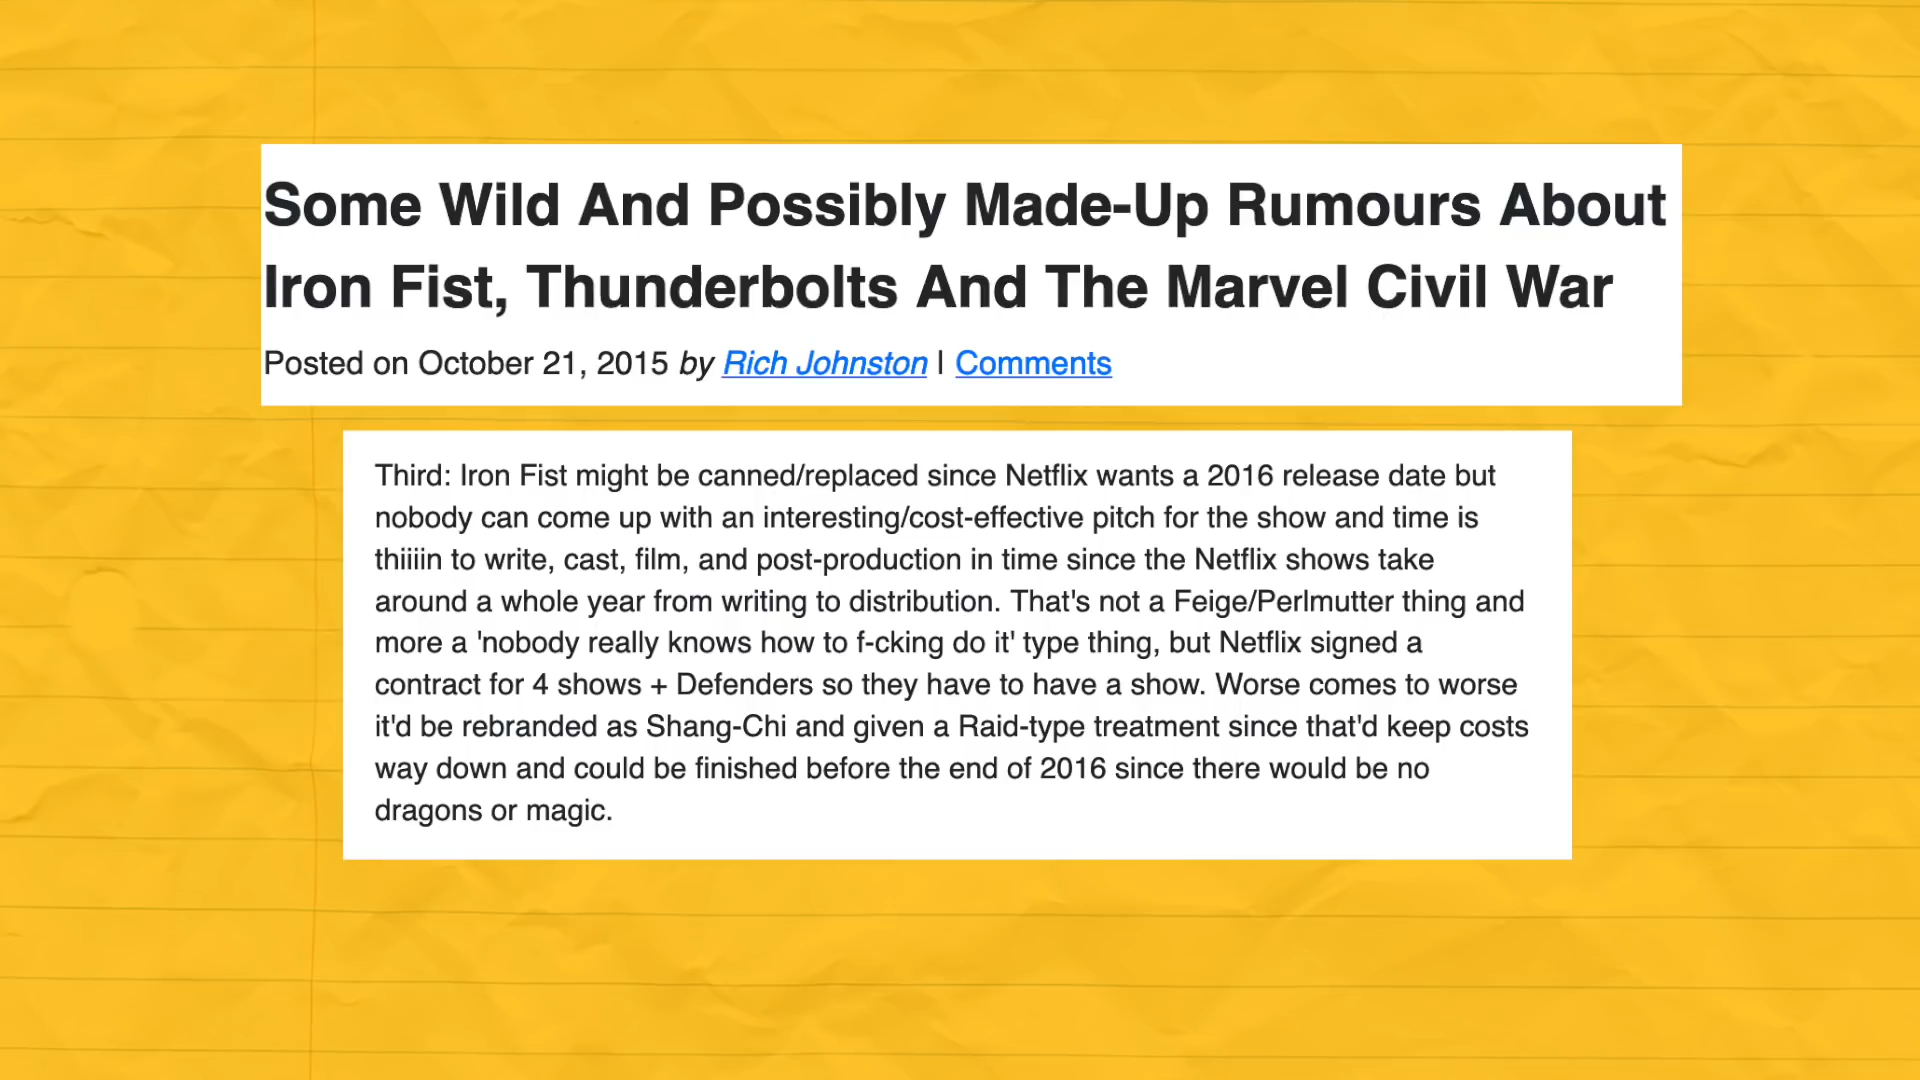 Some Wild And Possibly Made-Up Rumours About
Iron Fist, Thunderbolts And The Marvel Civil War
Posted on October 21, 2015 by Rich Johnston | Comments
Third: Iron Fist might be canned/replaced since Netflix wants a 2016 release date but
nobody can come up with an interesting/cost-effective pitch for the show and time is
thiiiin to write, cast, film, and post-production in time since the Netflix shows take
around a whole year from writing to distribution. That's not a Feige/Perlmutter thing and
more a 'nobody really knows how to f-cking do it' type thing, but Netflix signed a
contract for 4 shows + Defenders so they have to have a show. Worse comes to worse
it'd be rebranded as Shang-Chi and given a Raid-type treatment since that'd keep costs
way down and could be finished before the end of 2016 since there would be no
dragons or magic.